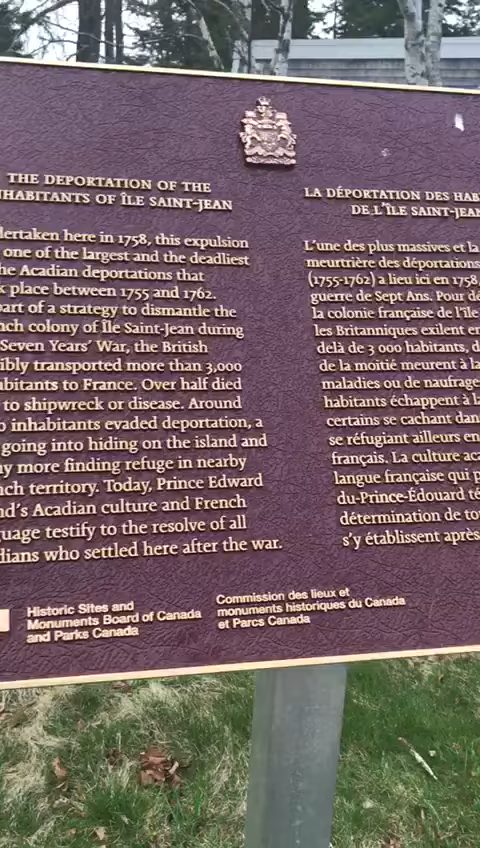 THE DEPORTATION OF THE
INHABITANTS OF ÎLE SAINT-JEAN
dertaken here in 1758, this expulsion
one of the largest and the deadliest
he Acadian deportations that
k place between 1755 and 1762.
part of a strategy to dismantle the
nch colony of Île Saint-Jean during
Seven Years' War, the British
ibly transported more than 3,000
abitants to France. Over half died
to shipwreck or disease. Around
inhabitants evaded deportation, a
going into hiding on the island and
ny more finding refuge in nearby
nch territory. Today, Prince Edward
nd's Acadian culture and French
guage testify to the resolve of all
dians who settled here after the war.
LA DÉPORTATION DES HAB
DE L'ÎLE SAINT-JEAN
L'une des plus massives et la
meurtrière des déportations
(1755-1762) a lieu ici en 1758,
guerre de Sept Ans. Pour dé
la colonie française de l'île
les Britanniques exilent en
delà de 3 000 habitants, d
de la moitié meurent à la
maladies ou de naufrage
habitants échappent à la
certains se cachant dan
se réfugiant ailleurs en
français. La culture aca
langue française qui p
du-Prince-Édouard té
détermination de to
s'y établissent après
Historic Sites and
Monuments Board of Canada
and Parks Canada
Commission des lieux et
monuments historiques du Canada
et Parcs Canada